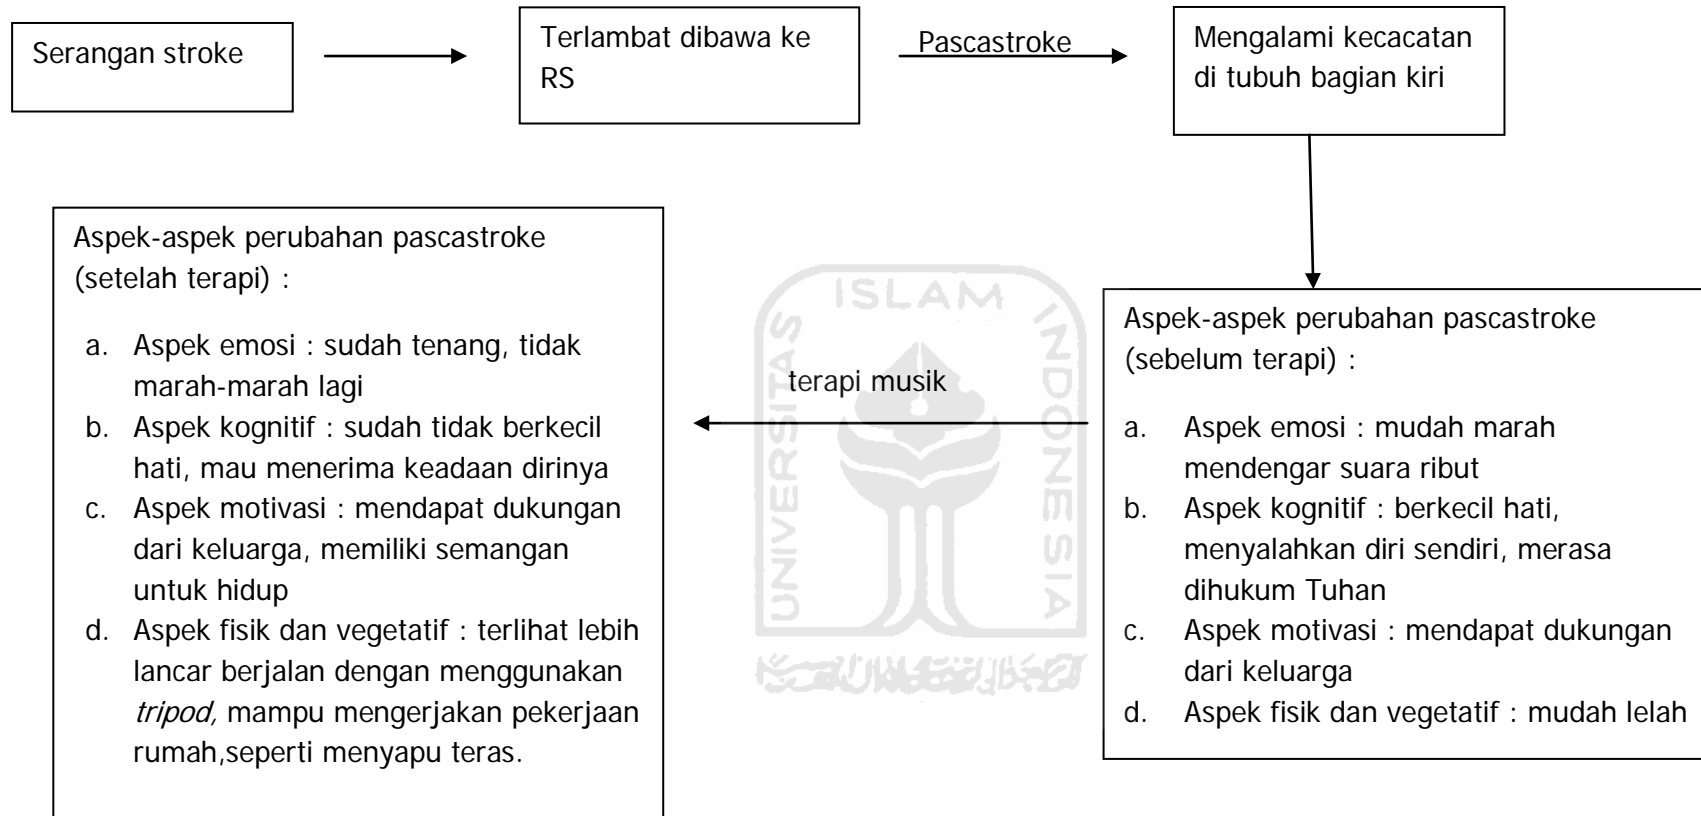 Serangan stroke
Terlambat dibawa ke
RS
Pascastroke
Mengalami kecacatan
di tubuh bagian kiri
Aspek-aspek perubahan pascastroke
(sebelum terapi) :
a. Aspek emosi : mudah marah
mendengar suara ribut
b. Aspek kognitif : berkecil hati,
menyalahkan diri sendiri, merasa
dihukum Tuhan
c. Aspek motivasi : mendapat dukungan
dari keluarga
d. Aspek fisik dan vegetatif : mudah lelah
terapi musik
Aspek-aspek perubahan pascastroke
(setelah terapi) :
a. Aspek emosi : sudah tenang, tidak
marah-marah lagi
b. Aspek kognitif : sudah tidak berkecil
hati, mau menerima keadaan dirinya
c. Aspek motivasi : mendapat dukungan
dari keluarga, memiliki semangan
untuk hidup
d. Aspek fisik dan vegetatif : terlihat lebih
lancar berjalan dengan menggunakan
tripod, mampu mengerjakan pekerjaan
rumah,seperti menyapu teras.
UNIVERSITAS
ISLAM
INDONESIA